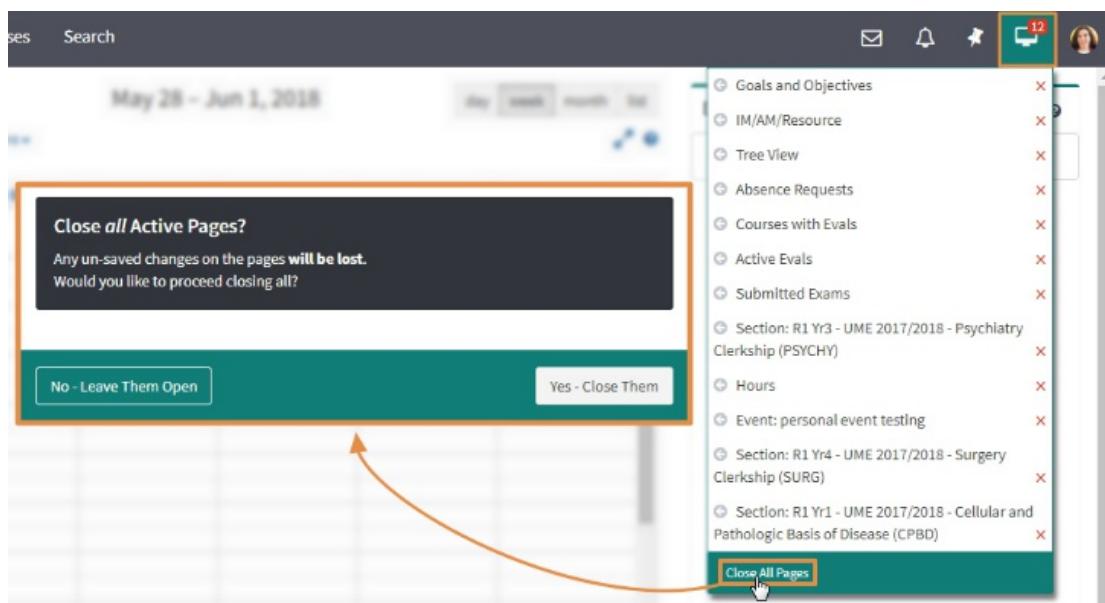 ses Search
12
May 28 - Jun 1, 2018 day week month list
Goals and Objectives
IM/AM/Resource
Tree View
Absence Requests
Courses with Evals
Active Evals
Submitted Exams
Section: R1 Yr3 - UME 2017/2018 - Psychiatry
Clerkship (PSYCHY)
Hours
Event: personal event testing
Section: R1 Yr4 - UME 2017/2018 - Surgery
Clerkship (SURG)
Section: R1 Yr1 - UME 2017/2018 - Cellular and
Pathologic Basis of Disease (CPBD)
Close All Pages
Close all Active Pages?
Any un-saved changes on the pages will be lost.
Would you like to proceed closing all?
No - Leave Them Open
Yes - Close Them